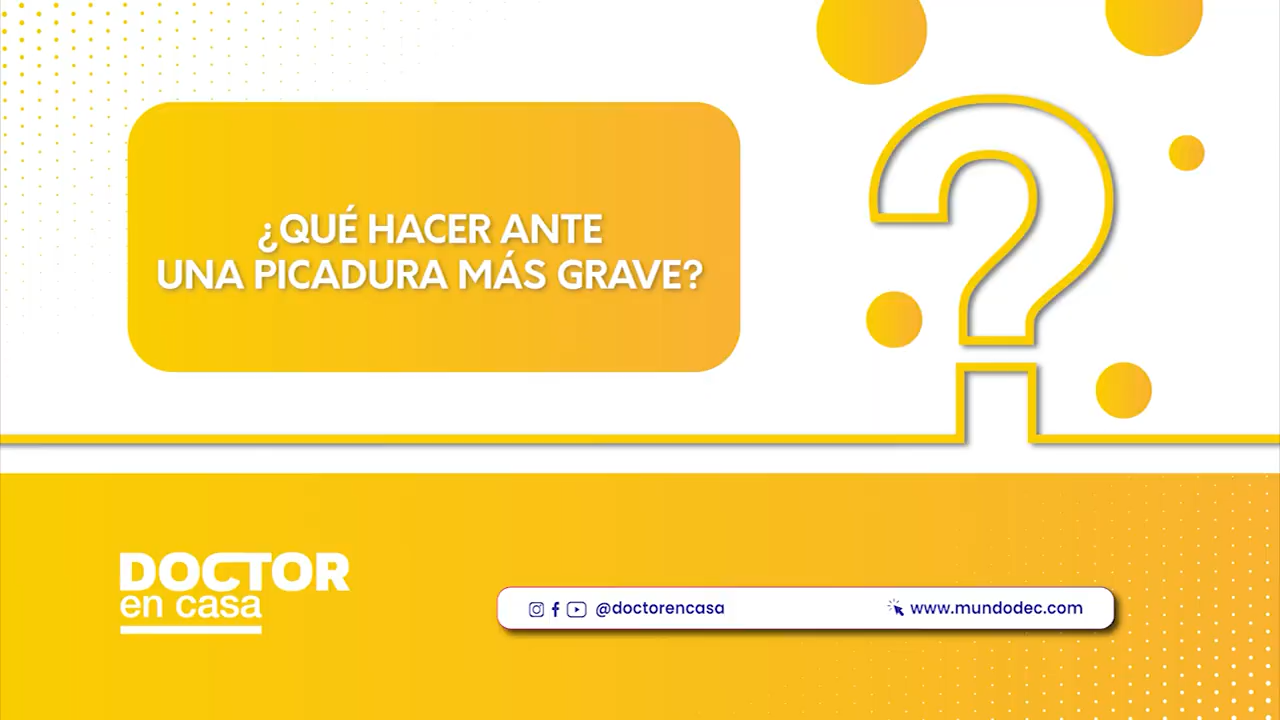 ¿QUÉ HACER ANTE
UNA PICADURA MÁS GRAVE?
DOCTOR
en casa
@doctorencasa
www.mundodec.com